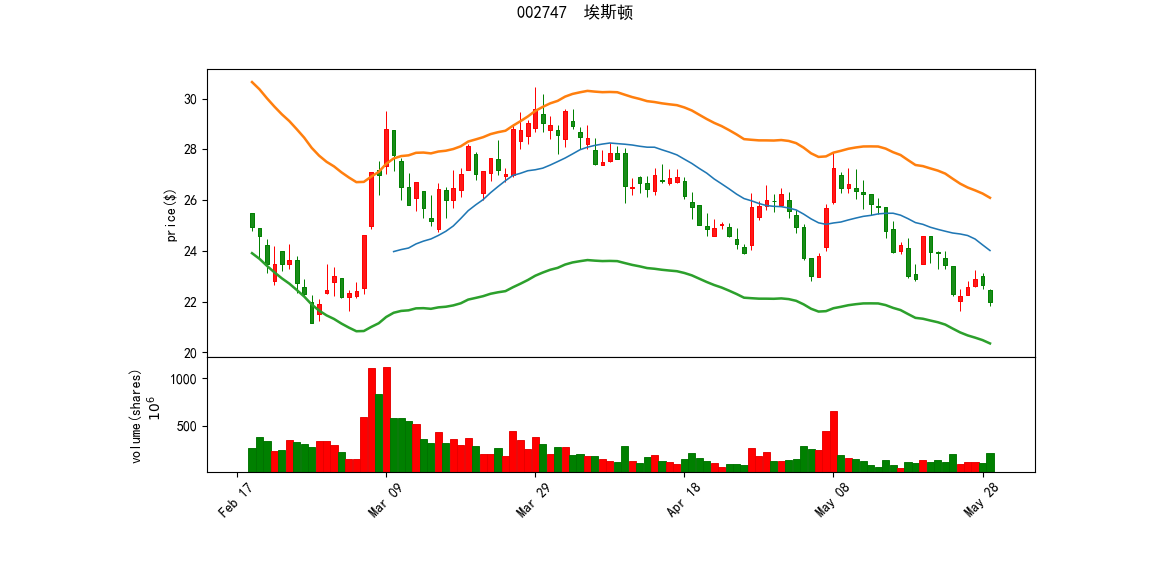 002747 埃斯顿
price($)
30
28
26
24
22
20
volume(shares)
10^6
1000
500
Feb 17
Mar 09
Mar 29
Apr 18
May 08
May 28